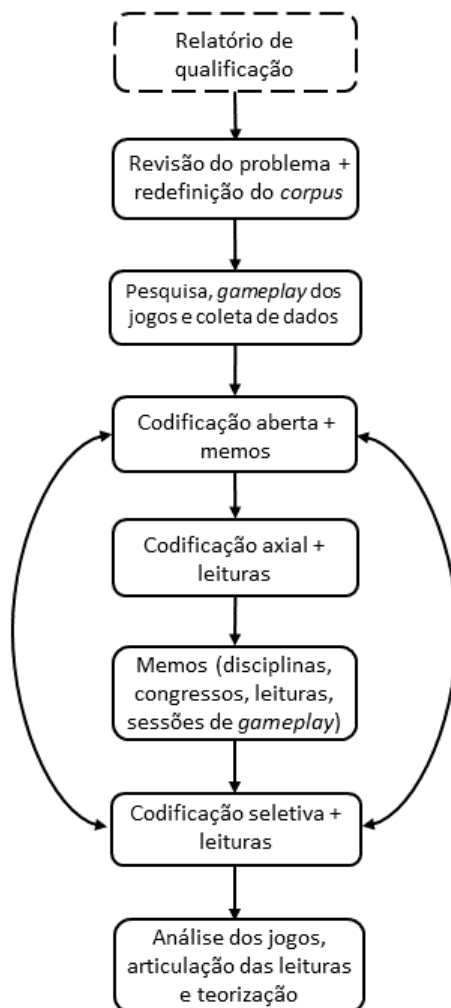 Relatório de
qualificação
Revisão do problema +
redefinição do corpus
Pesquisa, gameplay dos
jogos e coleta de dados
Codificação aberta +
memos
Codificação axial +
leituras
Memos (disciplinas,
congressos, leituras,
sessões de gameplay)
Codificação seletiva +
leituras
Análise dos jogos,
articulação das leituras
e teorização